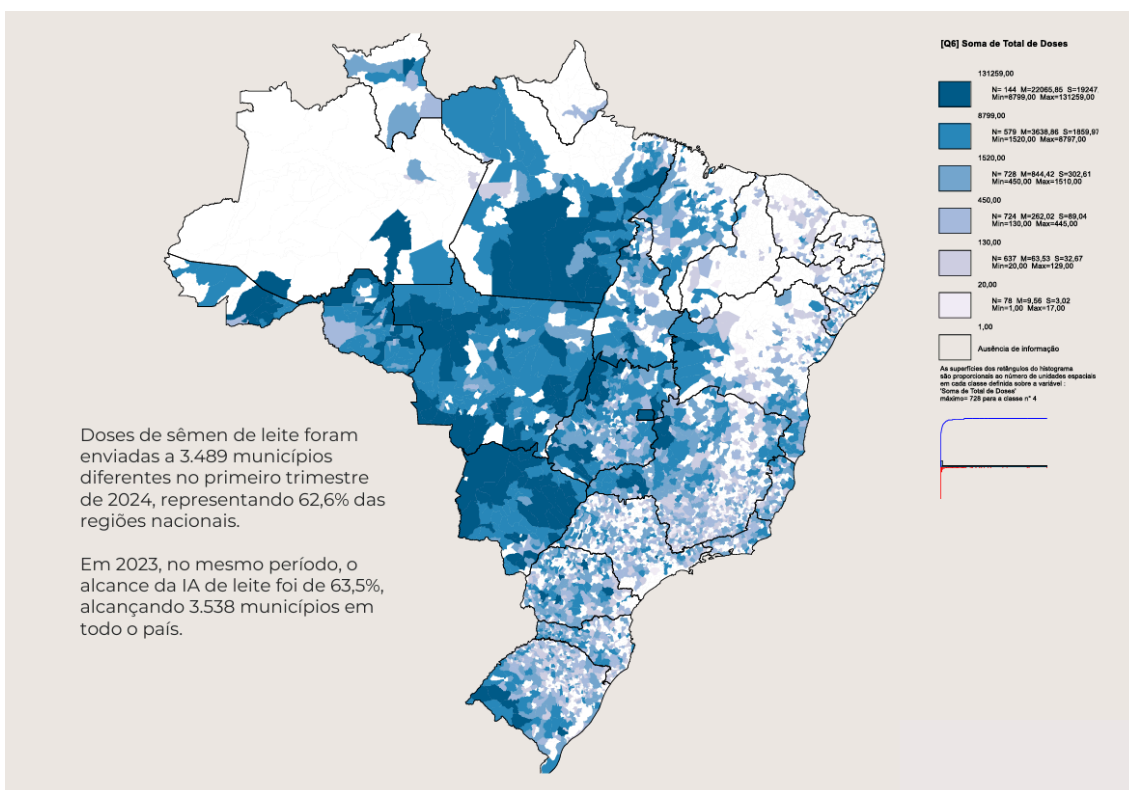 [Q6] Soma de Total de Doses
131259,00
N= 144 M=22065,85 S=19247
Min=8799,00 Max=131259,00
8799,00
N= 579 M=3638,86 S=1859,97
Min=1520,00 Max=8797,00
1520,00
N= 728 M=844,42 S=302,61
Min=450,00 Max=1510,00
450,00
N= 724 M=262,02 S=89,04
Min=130,00 Max=445,00
130,00
N= 637 M=63,53 S=32,67
Min=20,00 Max=129,00
20,00
N= 78 M=9,56 S=3,02
Min=1,00 Max=17,00
1,00
Ausência de informação
As superfícies dos retângulos do histograma
são proporcionais ao número de unidades espaciais
em cada classe definida sobre a variável :
'Soma de Total de Doses'
máximo= 728 para a classe n° 4
Doses de sêmen de leite foram
enviadas a 3.489 municípios
diferentes no primeiro trimestre
de 2024, representando 62,6% das
regiões nacionais.
Em 2023, no mesmo período, o
alcance da IA de leite foi de 63,5%,
alcançando 3.538 municípios em
todo o país.